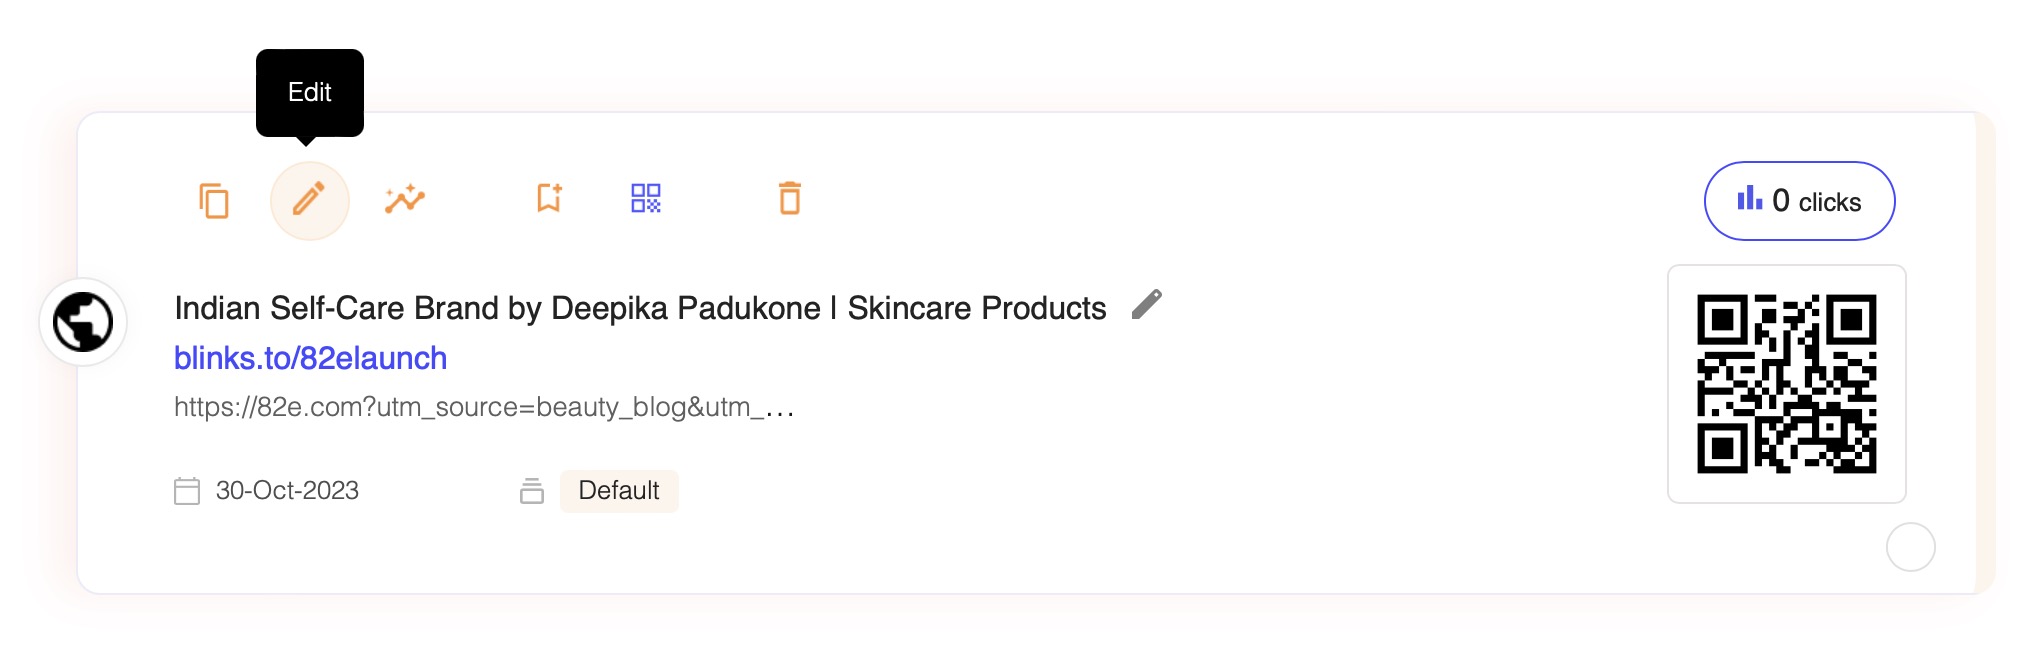 Edit
0 clicks
Indian Self-Care Brand by Deepika Padukone | Skincare Products
blinks.to/82elaunch
https://82e.com?utm_source=beauty_blog&utm_...
30-Oct-2023
Default